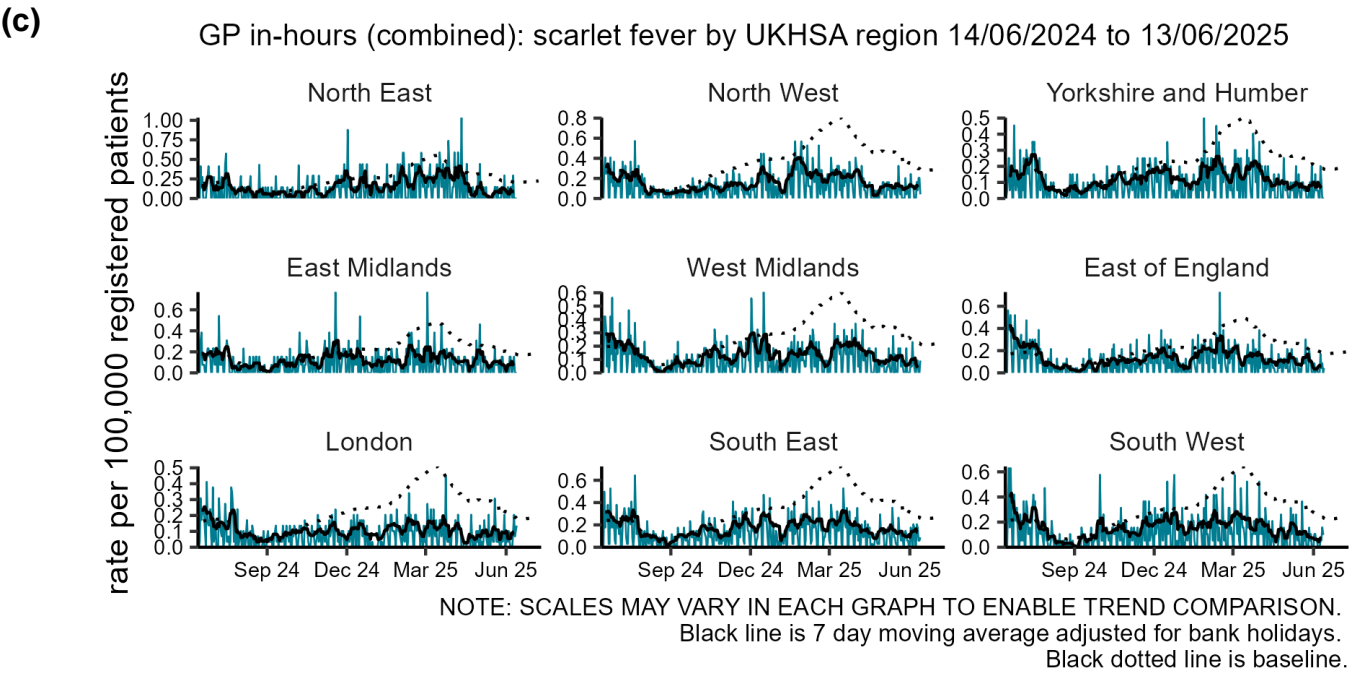 (c)
GP in-hours (combined): scarlet fever by UKHSA region 14/06/2024 to 13/06/2025
rate per 100,000 registered patients
North East
1.00
0.75
0.50
0.25
0.00
North West
0.8
0.6
0.4
0.2
0.0
Yorkshire and Humber
0.5
0.4
0.3
0.2
0.1
0.0
East Midlands
0.6
0.4
0.2
0.0
West Midlands
0.6
0.5
0.4
0.3
0.2
0.1
0.0
East of England
0.6
0.4
0.2
0.0
London
0.5
0.4
0.3
0.2
0.1
0.0
Sep 24 Dec 24 Mar 25 Jun 25
South East
0.6
0.4
0.2
0.0
Sep 24 Dec 24 Mar 25 Jun 25
South West
0.6
0.4
0.2
0.0
Sep 24 Dec 24 Mar 25 Jun 25
NOTE: SCALES MAY VARY IN EACH GRAPH TO ENABLE TREND COMPARISON.
Black line is 7 day moving average adjusted for bank holidays.
Black dotted line is baseline.